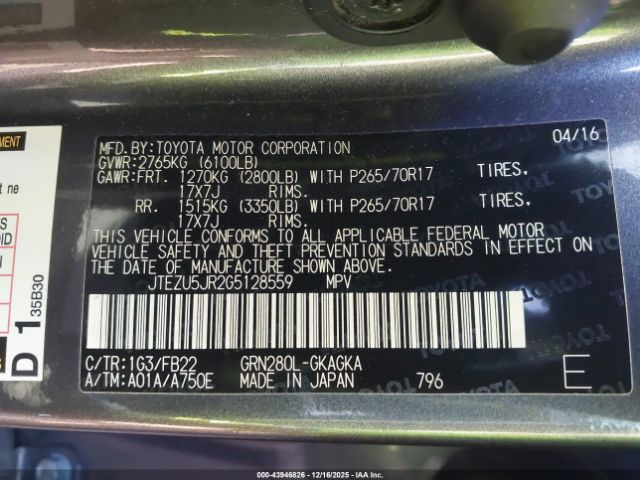 MFD. BY: TOYOTA MOTOR CORPORATION 04/16
GVWR: 2765KG (6100LB)
GAWR: FRT. 1270KG (2800LB) WITH P265/70R17 TIRES,
17X7J RIMS.
RR. 1515KG (3350LB) WITH P265/70R17 TIRES,
17X7J RIMS.
THIS VEHICLE CONFORMS TO ALL APPLICABLE FEDERAL MOTOR
VEHICLE SAFETY AND THEFT PREVENTION STANDARDS IN EFFECT ON
THE DATE OF MANUFACTURE SHOWN ABOVE.
JTEZU5JR2G5128559 MPV
C/TR: 1G3/FB22 GRN280L-GKAGKA
A/TM: A01A/A750E MADE IN JAPAN 796 E
D 1 35B30
TOYOTA
000-43946826 - 12/16/2025 - IAA Inc.